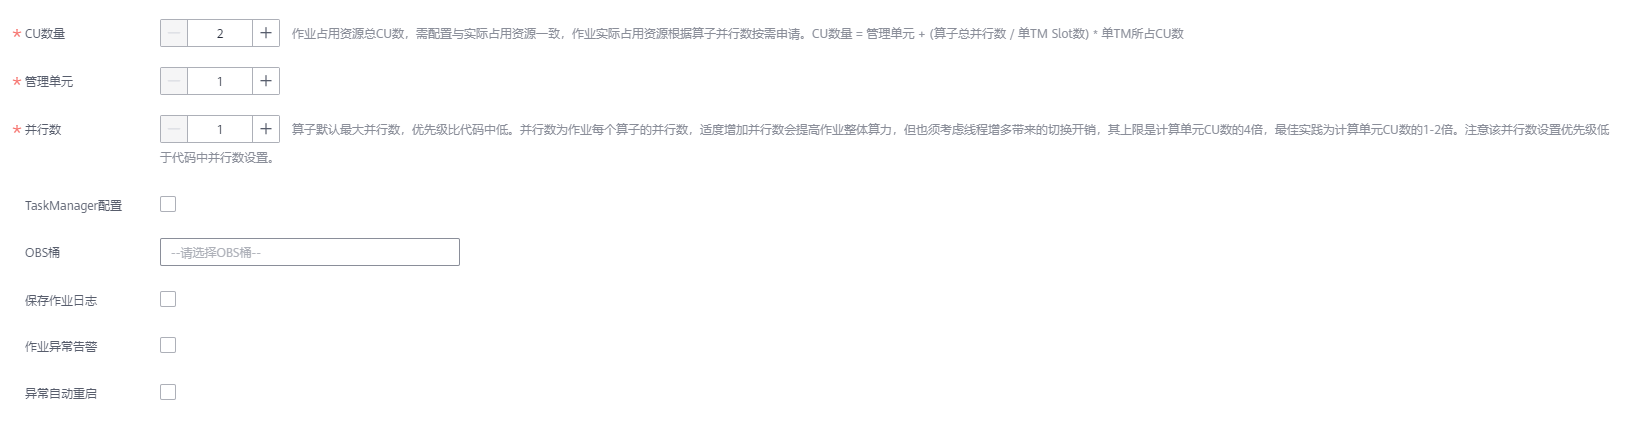 * CU数量 2 作业占用资源总CU数，需配置与实际占用资源一致，作业实际占用资源根据算子并行数按需申请。CU数量 = 管理单元 + (算子总并行数 / 单TM Slot数) * 单TM所占CU数
* 管理单元 1
* 并行数 1 算子默认最大并行数，优先级比代码中低。并行数为作业每个算子的并行数，适度增加并行数会提高作业整体算力，但也须考虑线程增多带来的切换开销，其上限是计算单元CU数的4倍，最佳实践为计算单元CU数的1-2倍。注意该并行数设置优先级低
于代码中并行数设置。
TaskManager配置
OBS桶 --请选择OBS桶--
保存作业日志
作业异常告警
异常自动重启